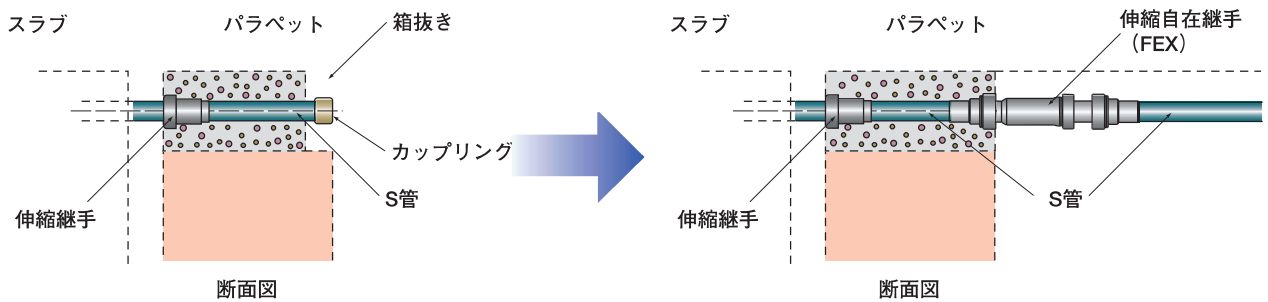 スラブ
パラペット
箱抜き
カップリング
S管
伸縮継手
断面図
スラブ
パラペット
伸縮自在継手
（FEX）
S管
伸縮継手
断面図